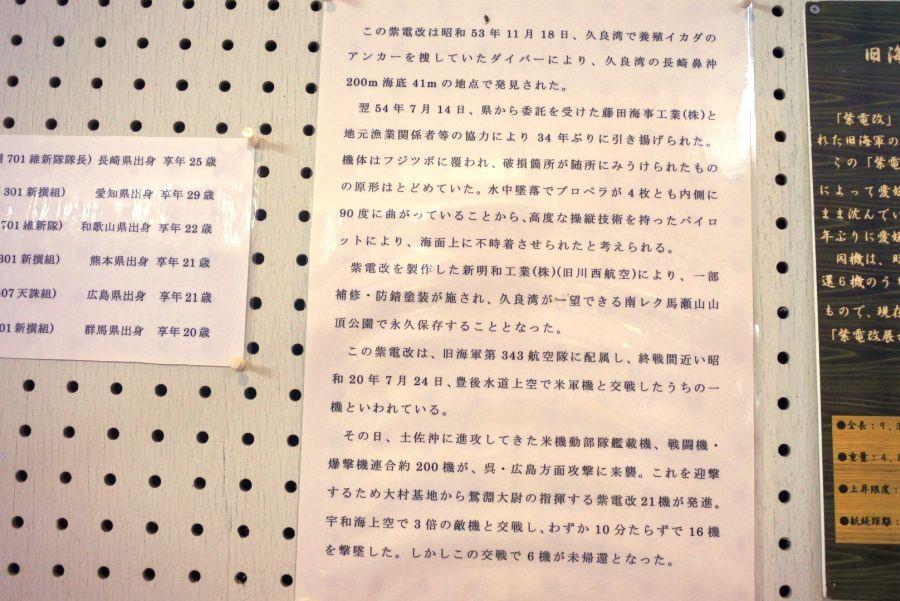 701維新隊隊長) 長崎県出身 享年25歳
301新撰組) 愛知県出身 享年29歳
701維新隊) 和歌山県出身 享年22歳
301新撰組) 熊本県出身 享年21歳
07天誅組) 広島県出身 享年21歳
01新撰組) 群馬県出身 享年20歳
この紫電改は昭和53年11月18日、久良湾で養殖イカダの
アンカーを捜していたダイバーにより、久良湾の長崎鼻沖
200m海底41mの地点で発見された。
翌54年7月14日、県から委託を受けた藤田海事工業(株)と
地元漁業関係者等の協力により34年ぶりに引き揚げられた。
機体はフジツボに覆われ、破損箇所が随所にみうけられたもの
の原形はとどめていた。水中墜落でプロペラが4枚とも内側に
90度に曲がっていることから、高度な操縦技術を持ったパイロ
ットにより、海面上に不時着させられたと考えられる。
紫電改を製作した新明和工業(株)(旧川西航空)により、一部
補修・防錆塗装が施され、久良湾が一望できる南レク馬瀬山山
頂公園で永久保存することとなった。
この紫電改は、旧海軍第343航空隊に配属し、終戦間近い昭
和20年7月24日、豊後水道上空で米軍機と交戦したうちの一
機といわれている。
その日、土佐沖に進攻してきた米機動部隊艦載機、戦闘機・
爆撃機連合約200機が、呉・広島方面攻撃に来襲。これを迎撃
するため大村基地から鴛淵大尉の指揮する紫電改21機が発進。
宇和海上空で3倍の敵機と交戦し、わずか10分たらずで16機
を撃墜した。しかしこの交戦で6機が未帰還となった。
旧海
「紫電改」
れた旧海軍の
らの「紫電
によって愛媛
まま沈んでい
年ぶりに愛媛
同機は、昭
還6機のうち
もので、現在
「紫電改展
●全長：9.3
●重量：4.8
●上昇限度：
●航続距離：